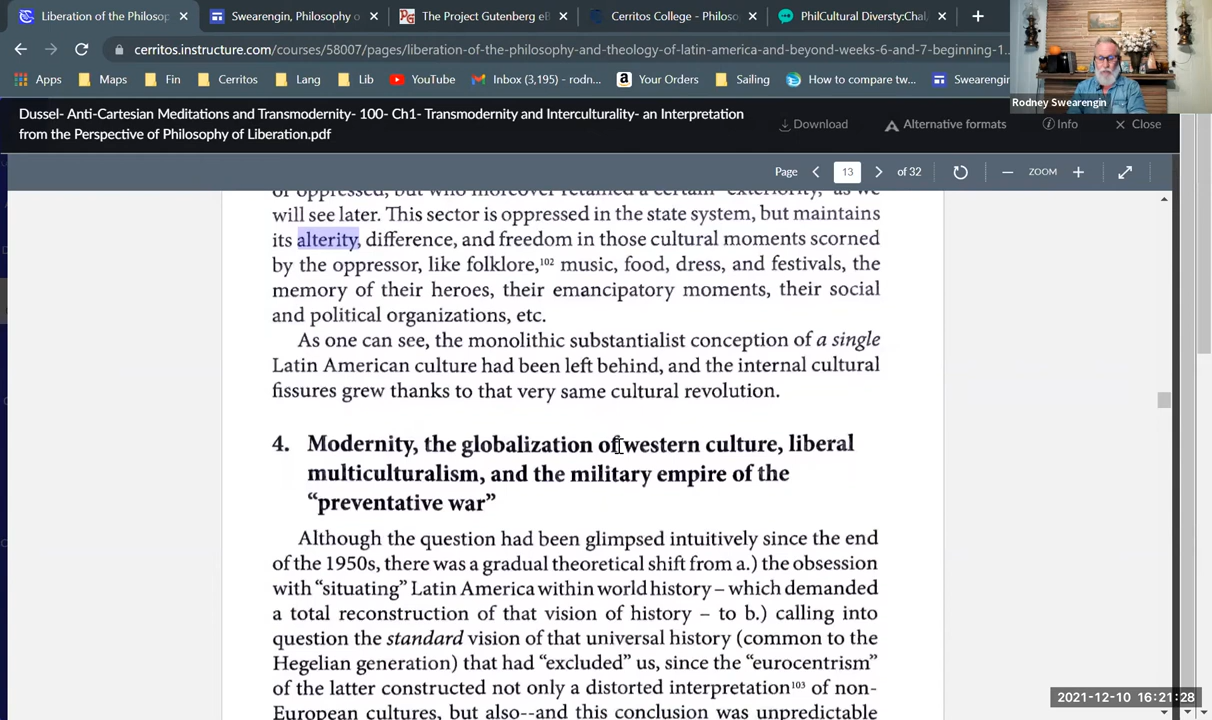 Liberation of the Philosop
Swearengin, Philosophy o
The Project Gutenberg eB
Cerritos College - Philoso
PhilCultural Diversty:Chal
cerritos.instructure.com/courses/58007/pages/liberation-of-the-philosophy-and-theology-of-latin-america-and-beyond-weeks-6-and-7-beginning-1...
Apps
Maps
Fin
Cerritos
Lang
Lib
YouTube
Inbox (3,195) - rodn...
Your Orders
Sailing
How to compare tw...
Swearengin
Rodney Swearengin
Dussel- Anti-Cartesian Meditations and Transmodernity- 100- Ch1- Transmodernity and Interculturality- an Interpretation
from the Perspective of Philosophy of Liberation.pdf
Download
Alternative formats
Info
Close
Page 13 of 32
ZOOM
of oppressed, but who moreover retained a certain "exteriority," as we
will see later. This sector is oppressed in the state system, but maintains
its alterity, difference, and freedom in those cultural moments scorned
by the oppressor, like folklore,102 music, food, dress, and festivals, the
memory of their heroes, their emancipatory moments, their social
and political organizations, etc.
As one can see, the monolithic substantialist conception of a single
Latin American culture had been left behind, and the internal cultural
fissures grew thanks to that very same cultural revolution.
4. Modernity, the globalization of western culture, liberal
multiculturalism, and the military empire of the
"preventative war"
Although the question had been glimpsed intuitively since the end
of the 1950s, there was a gradual theoretical shift from a.) the obsession
with "situating" Latin America within world history – which demanded
a total reconstruction of that vision of history – to b.) calling into
question the standard vision of that universal history (common to the
Hegelian generation) that had "excluded" us, since the "eurocentrism"
of the latter constructed not only a distorted interpretation103 of non-
European cultures, but also--and this conclusion was unpredictable
2021-12-10 16:21:28